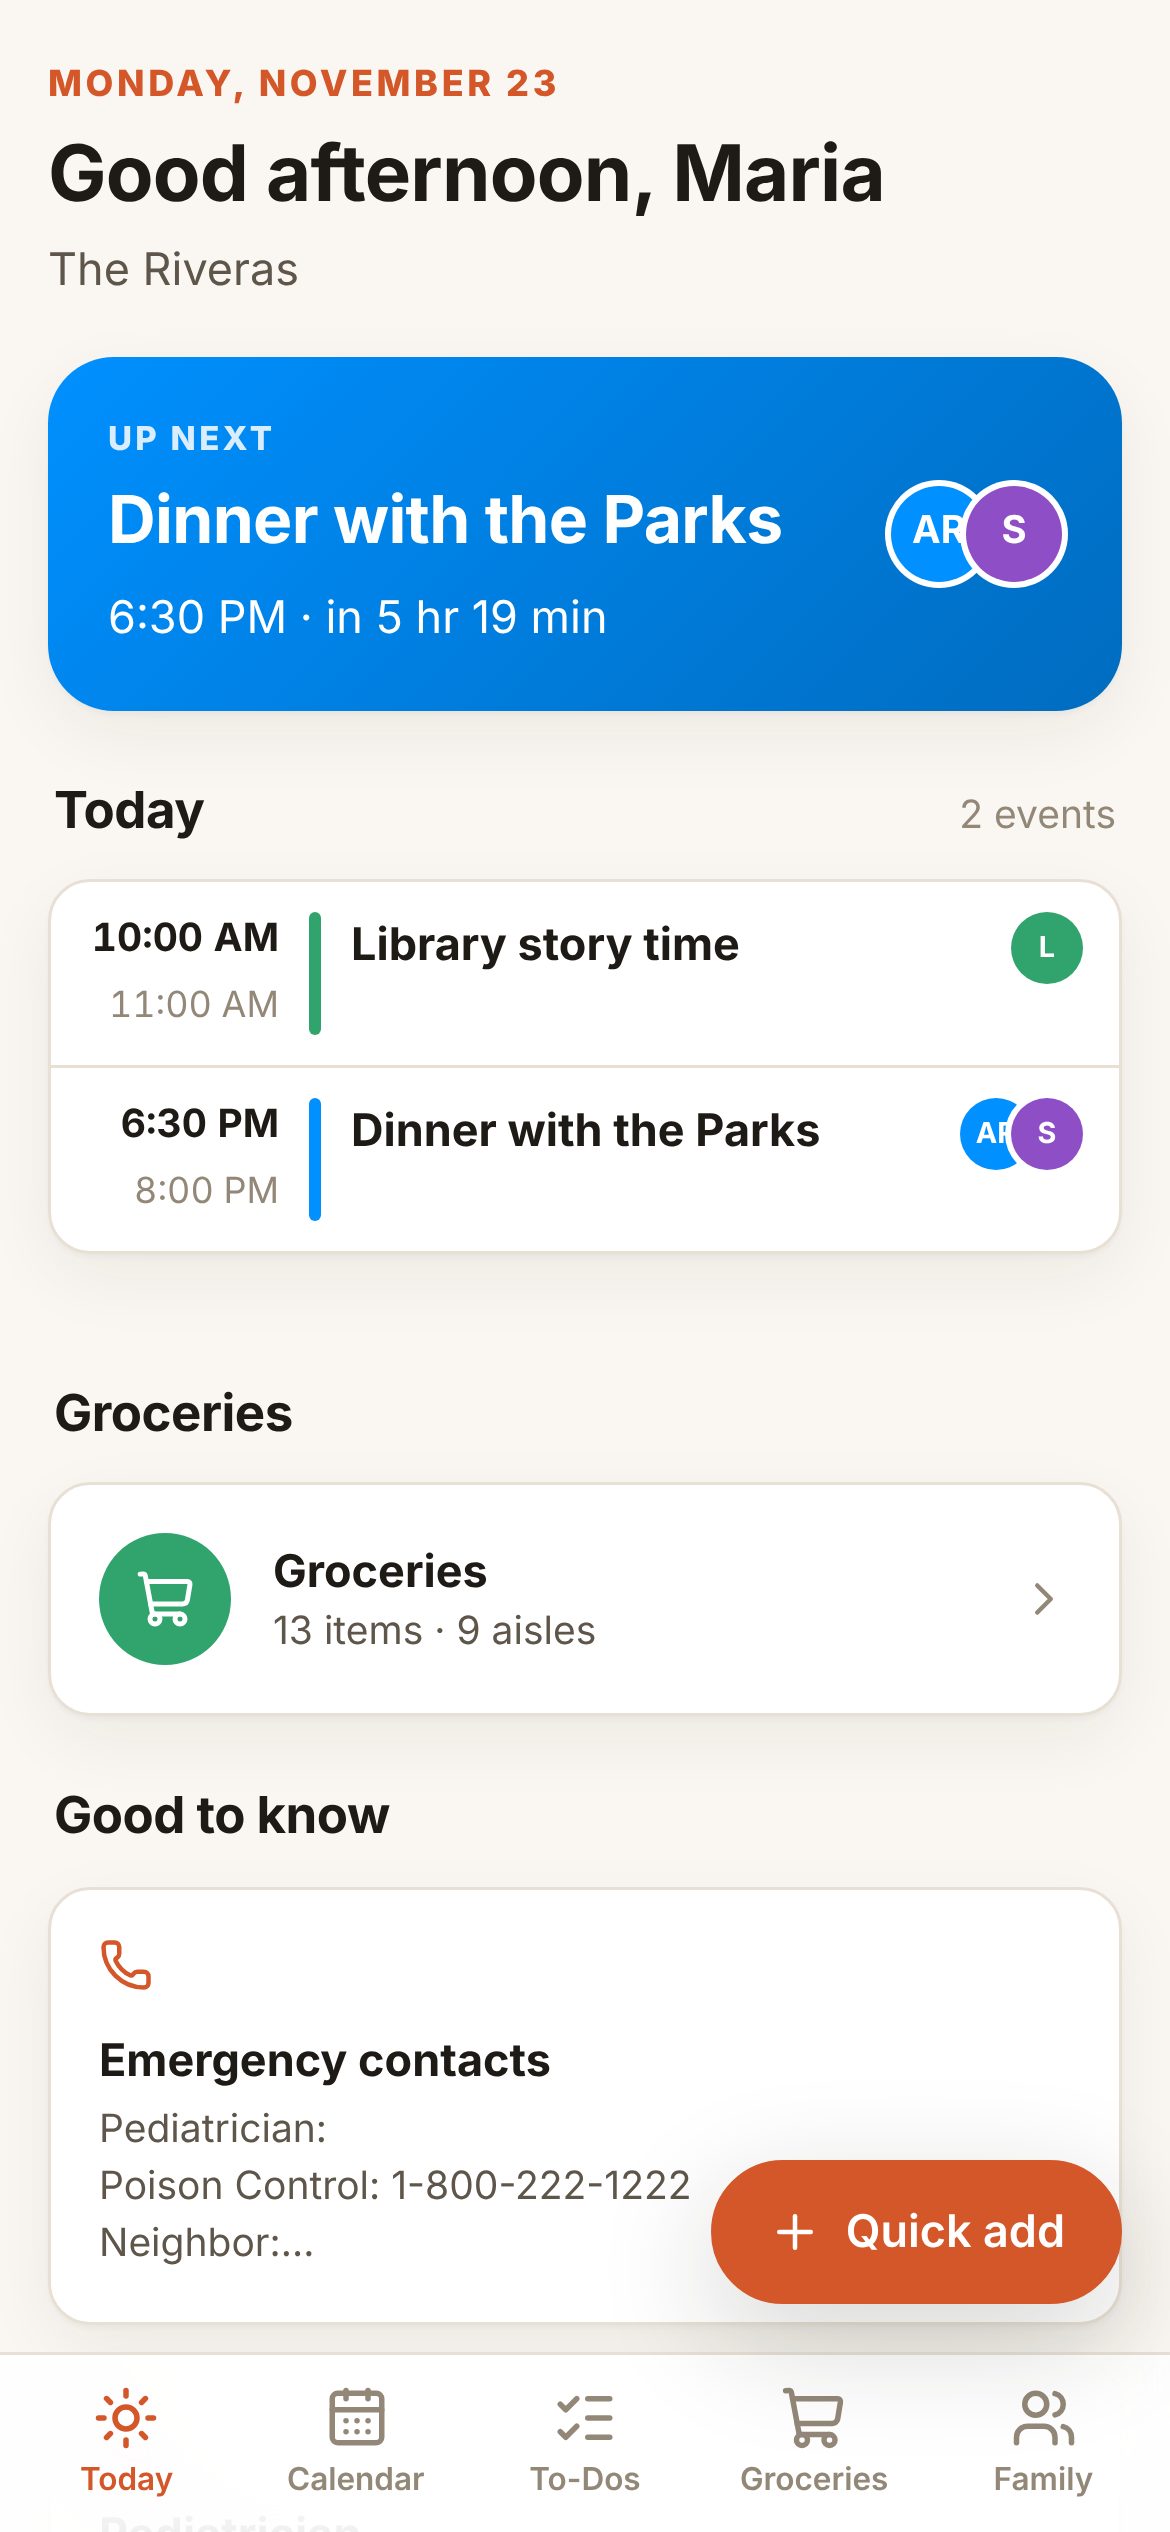 MONDAY, NOVEMBER 23
Good afternoon, Maria
The Riveras
UP NEXT
Dinner with the Parks
AR S
6:30 PM · in 5 hr 19 min
Today
2 events
10:00 AM
Library story time
L
11:00 AM
6:30 PM
Dinner with the Parks
AR S
8:00 PM
Groceries
Groceries
13 items · 9 aisles
Good to know
Emergency contacts
Pediatrician:
Poison Control: 1-800-222-1222
Neighbor:...
Quick add
Today
Calendar
To-Dos
Groceries
Family
Pediatrician